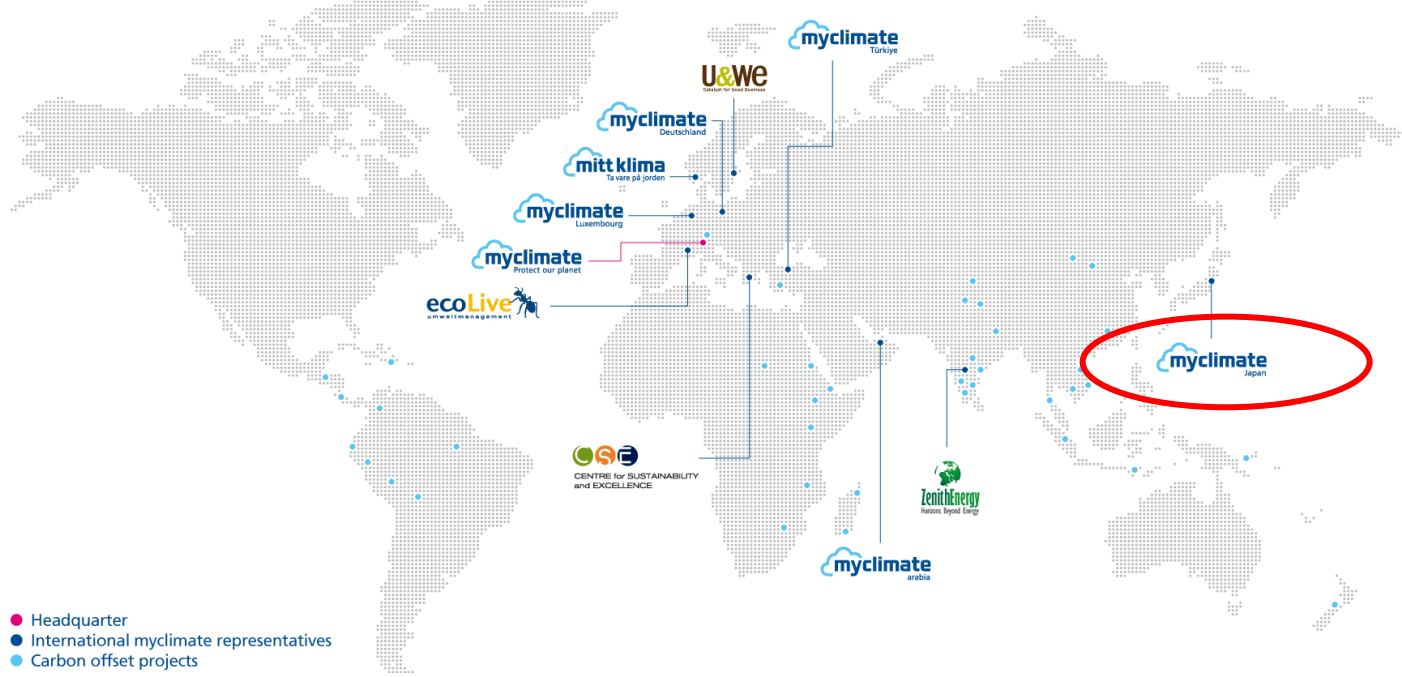 myclimate
Türkiye
U&WE
Catalyst for Good Business
myclimate
Deutschland
mitt klima
Ta vare på jorden
myclimate
Luxembourg
myclimate
Protect our planet
ecoLive
umweltmanagement
myclimate
Japan
CSE
CENTRE for SUSTAINABILITY
and EXCELLENCE
ZenithEnergy
Horizons Beyond Energy
myclimate
arabia
Headquarter
International myclimate representatives
Carbon offset projects